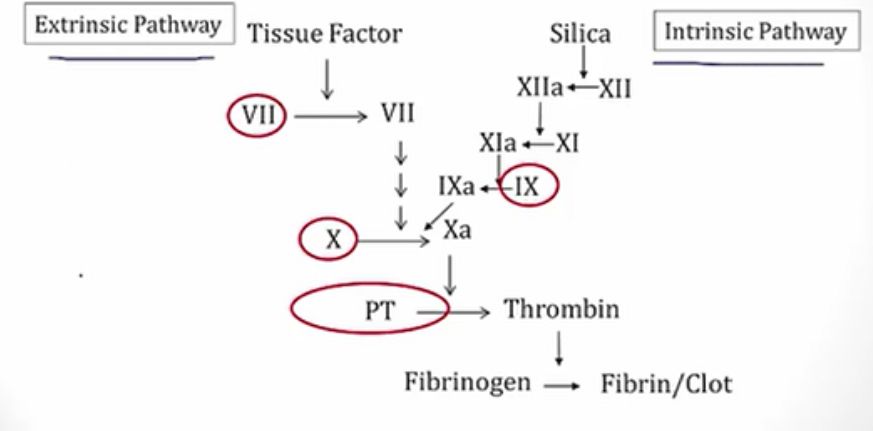 Extrinsic Pathway
Tissue Factor
Silica
Intrinsic Pathway
XIIa
XII
VII
VII
XIa
XI
IXa
IX
X
Xa
PT
Thrombin
Fibrinogen
Fibrin/Clot